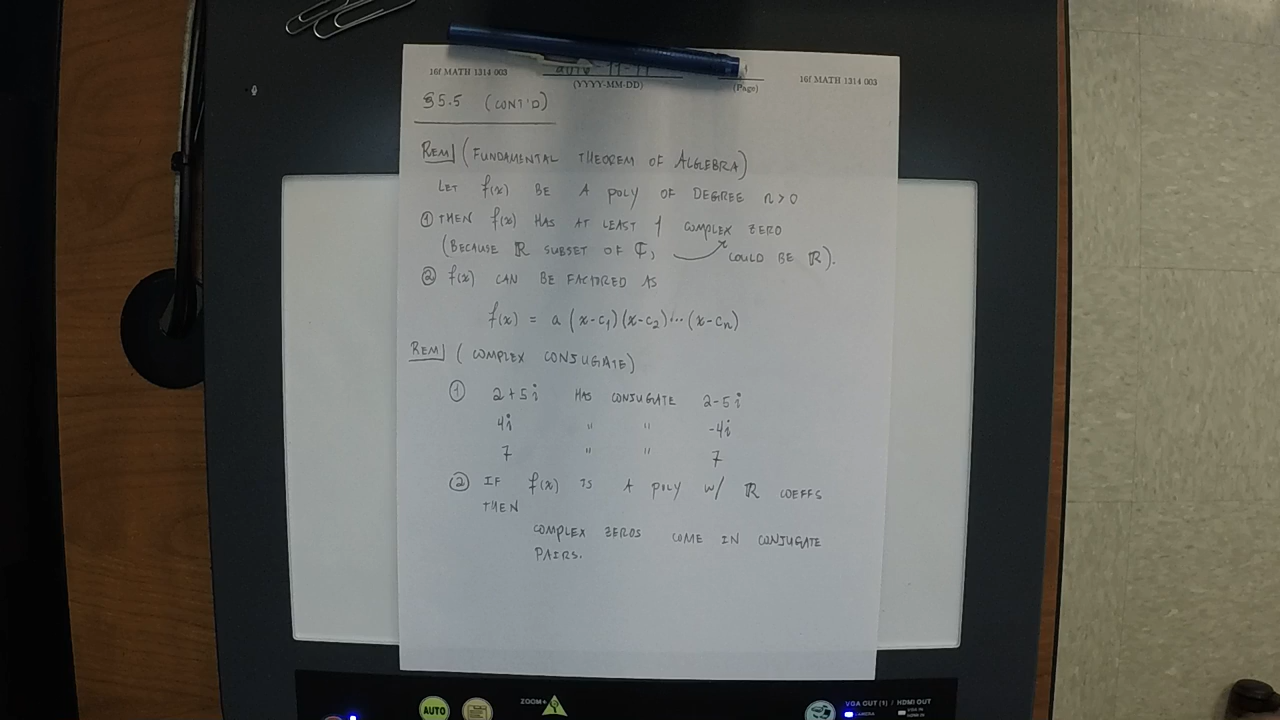 16f MATH 1314 003
(YYYY-MM-DD)
(Page)
16f MATH 1314 003
§5.5 (CONT'D)
REM (FUNDAMENTAL THEOREM OF ALGEBRA)
LET f(x) BE A POLY OF DEGREE n>0
① THEN f(x) HAS AT LEAST 1 COMPLEX ZERO
(BECAUSE ℝ SUBSET OF ℂ, COULD BE ℝ).
② f(x) CAN BE FACTORED AS
f(x) = a (x-c₁)(x-c₂)⋯(x-cₙ)
REM (COMPLEX CONJUGATE)
① 2+5i HAS CONJUGATE 2-5i
4i " " -4i
7 " " 7
② IF f(x) IS A POLY W/ ℝ COEFFS
THEN
COMPLEX ZEROS COME IN CONJUGATE
PAIRS.
AUTO
ZOOM+
VGA OUT (1) / HDMI OUT